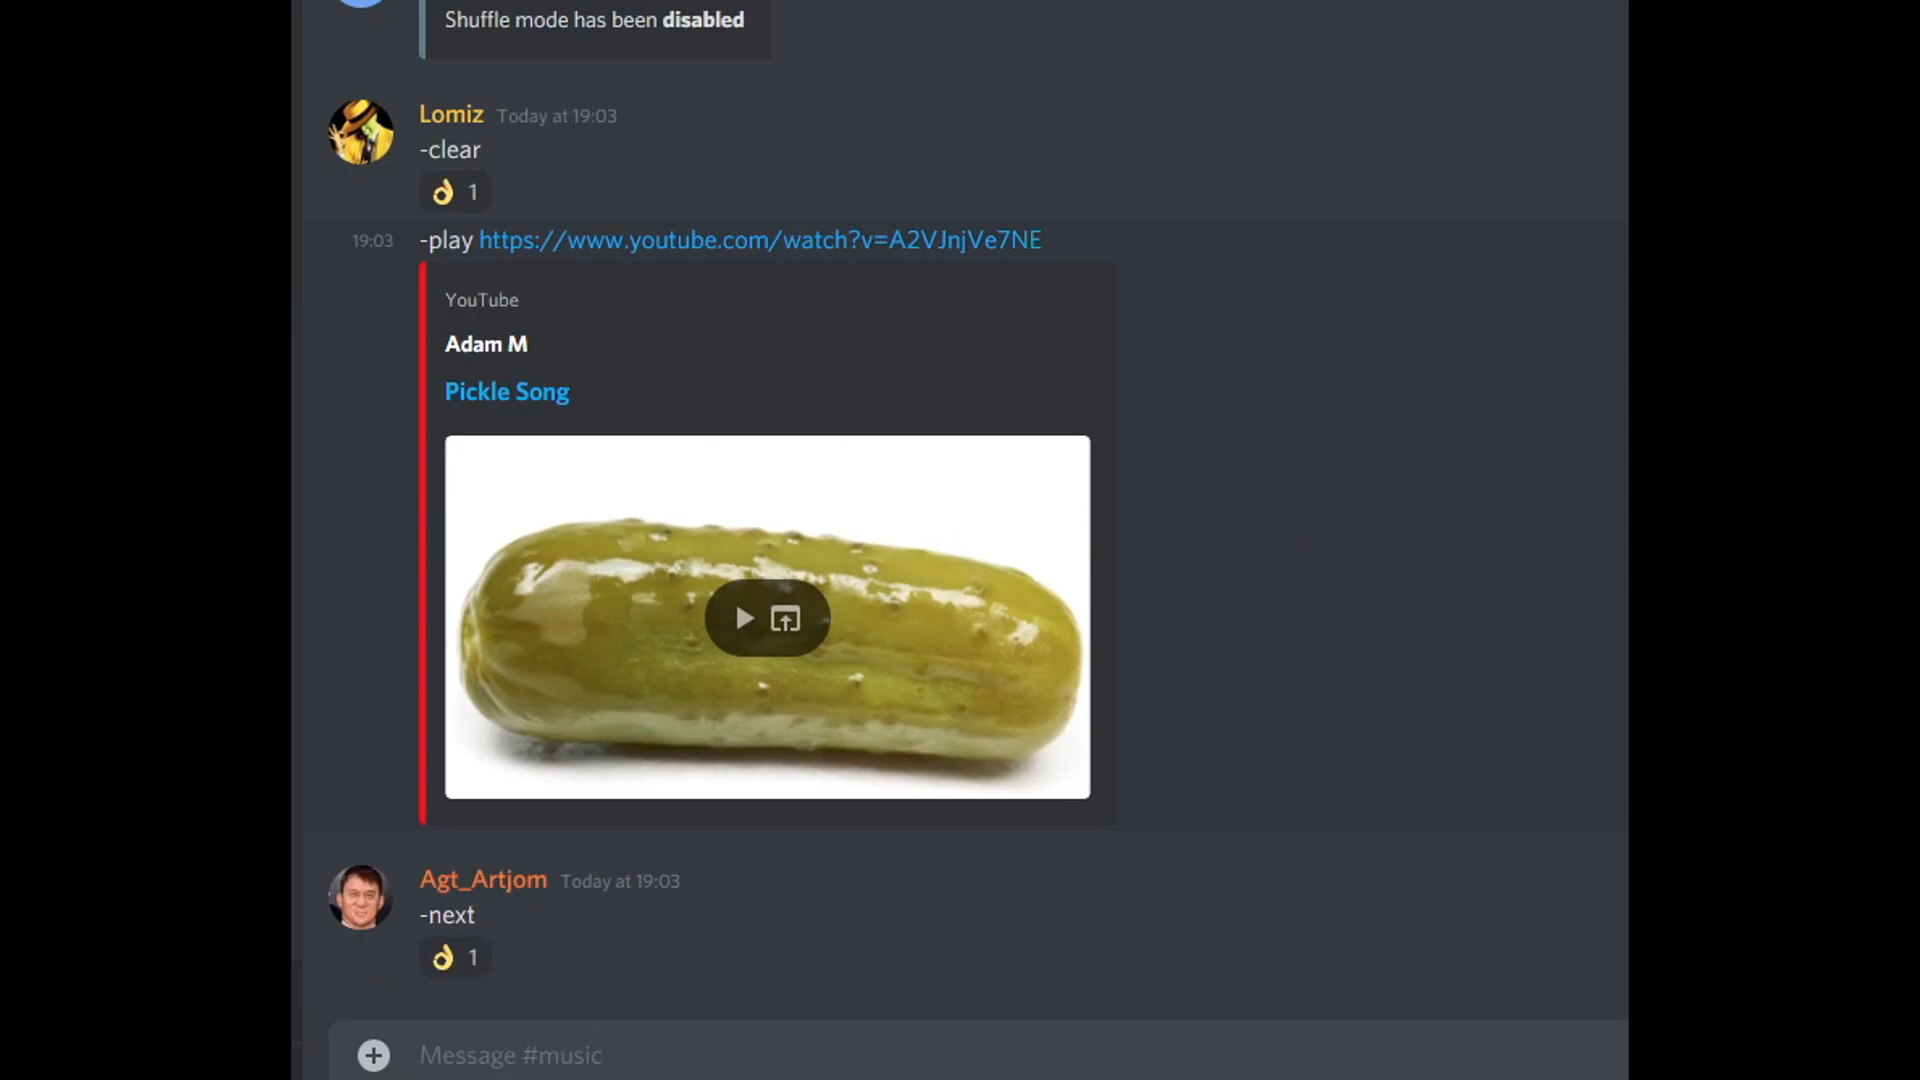 Shuffle mode has been disabled
Lomiz Today at 19:03
-clear
👌 1
19:03 -play https://www.youtube.com/watch?v=A2VJnjVe7NE
YouTube
Adam M
Pickle Song
Agt_Artjom Today at 19:03
-next
👌 1
Message #music